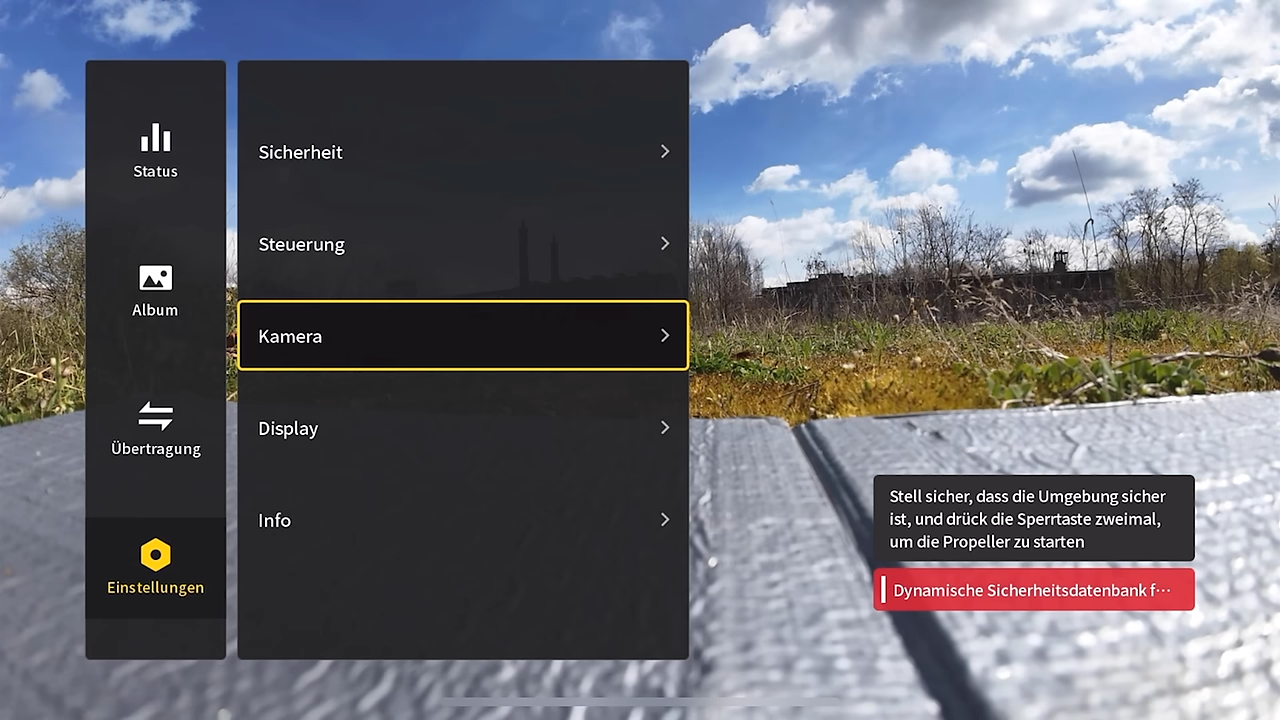 Status
Album
Übertragung
Einstellungen
Sicherheit
Steuerung
Kamera
Display
Info
Stell sicher, dass die Umgebung sicher
ist, und drück die Sperrtaste zweimal,
um die Propeller zu starten
Dynamische Sicherheitsdatenbank f···